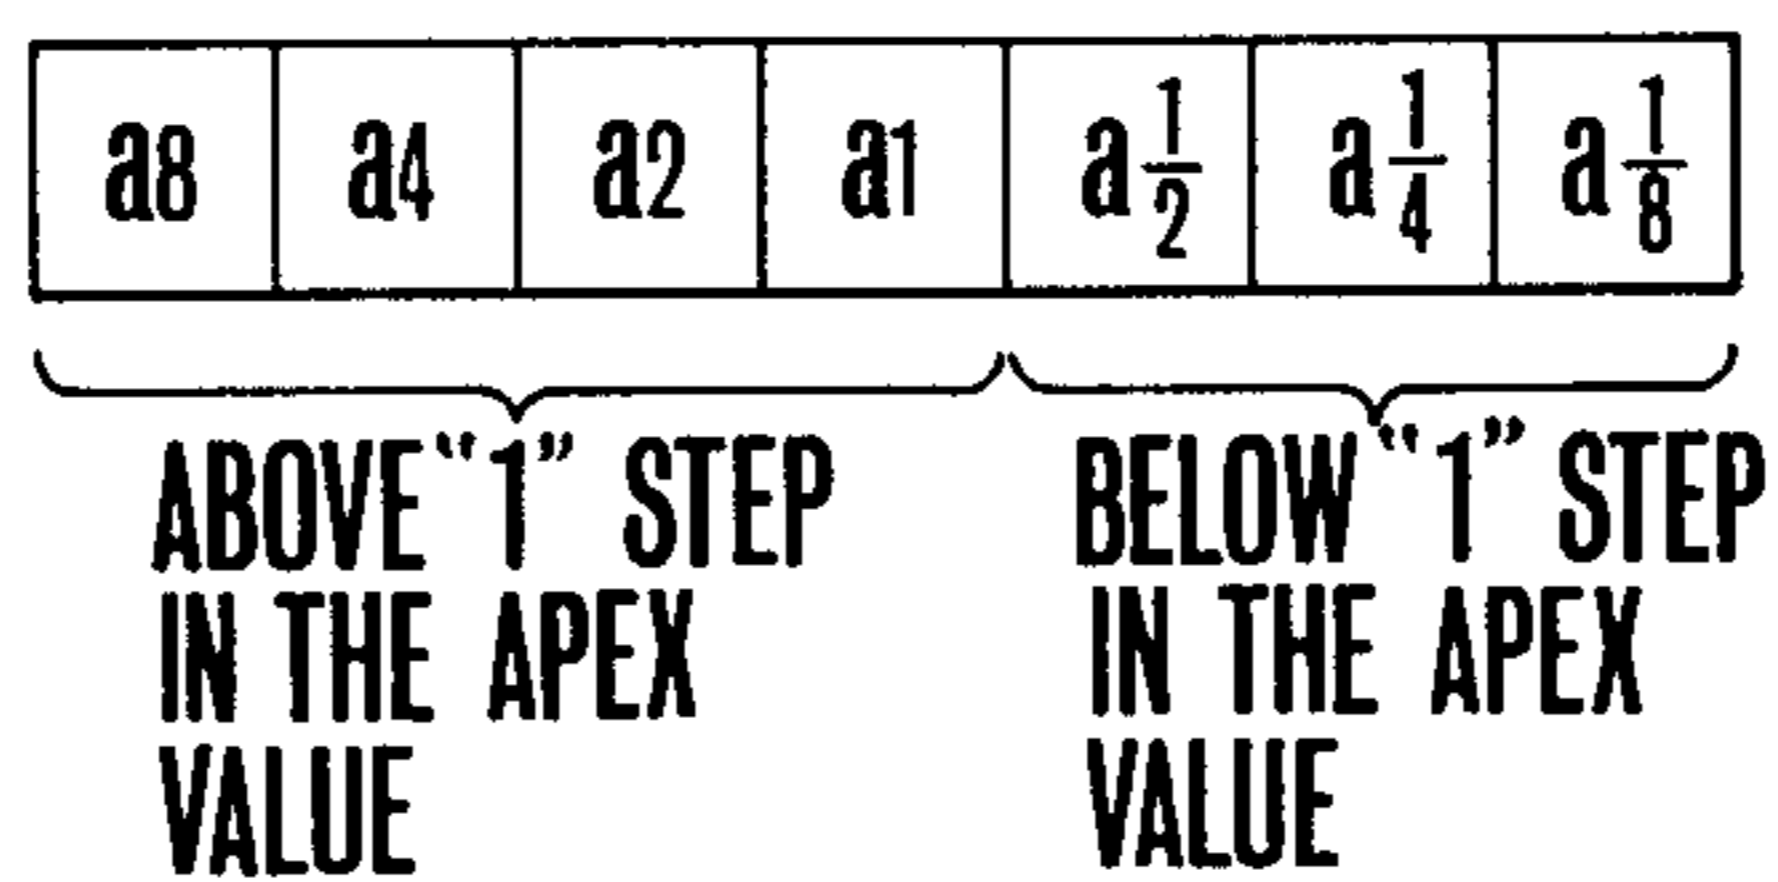 a8 a4 a2 a1 a1/2 a1/4 a1/8
ABOVE “1” STEP BELOW “1” STEP
IN THE APEX IN THE APEX
VALUE VALUE